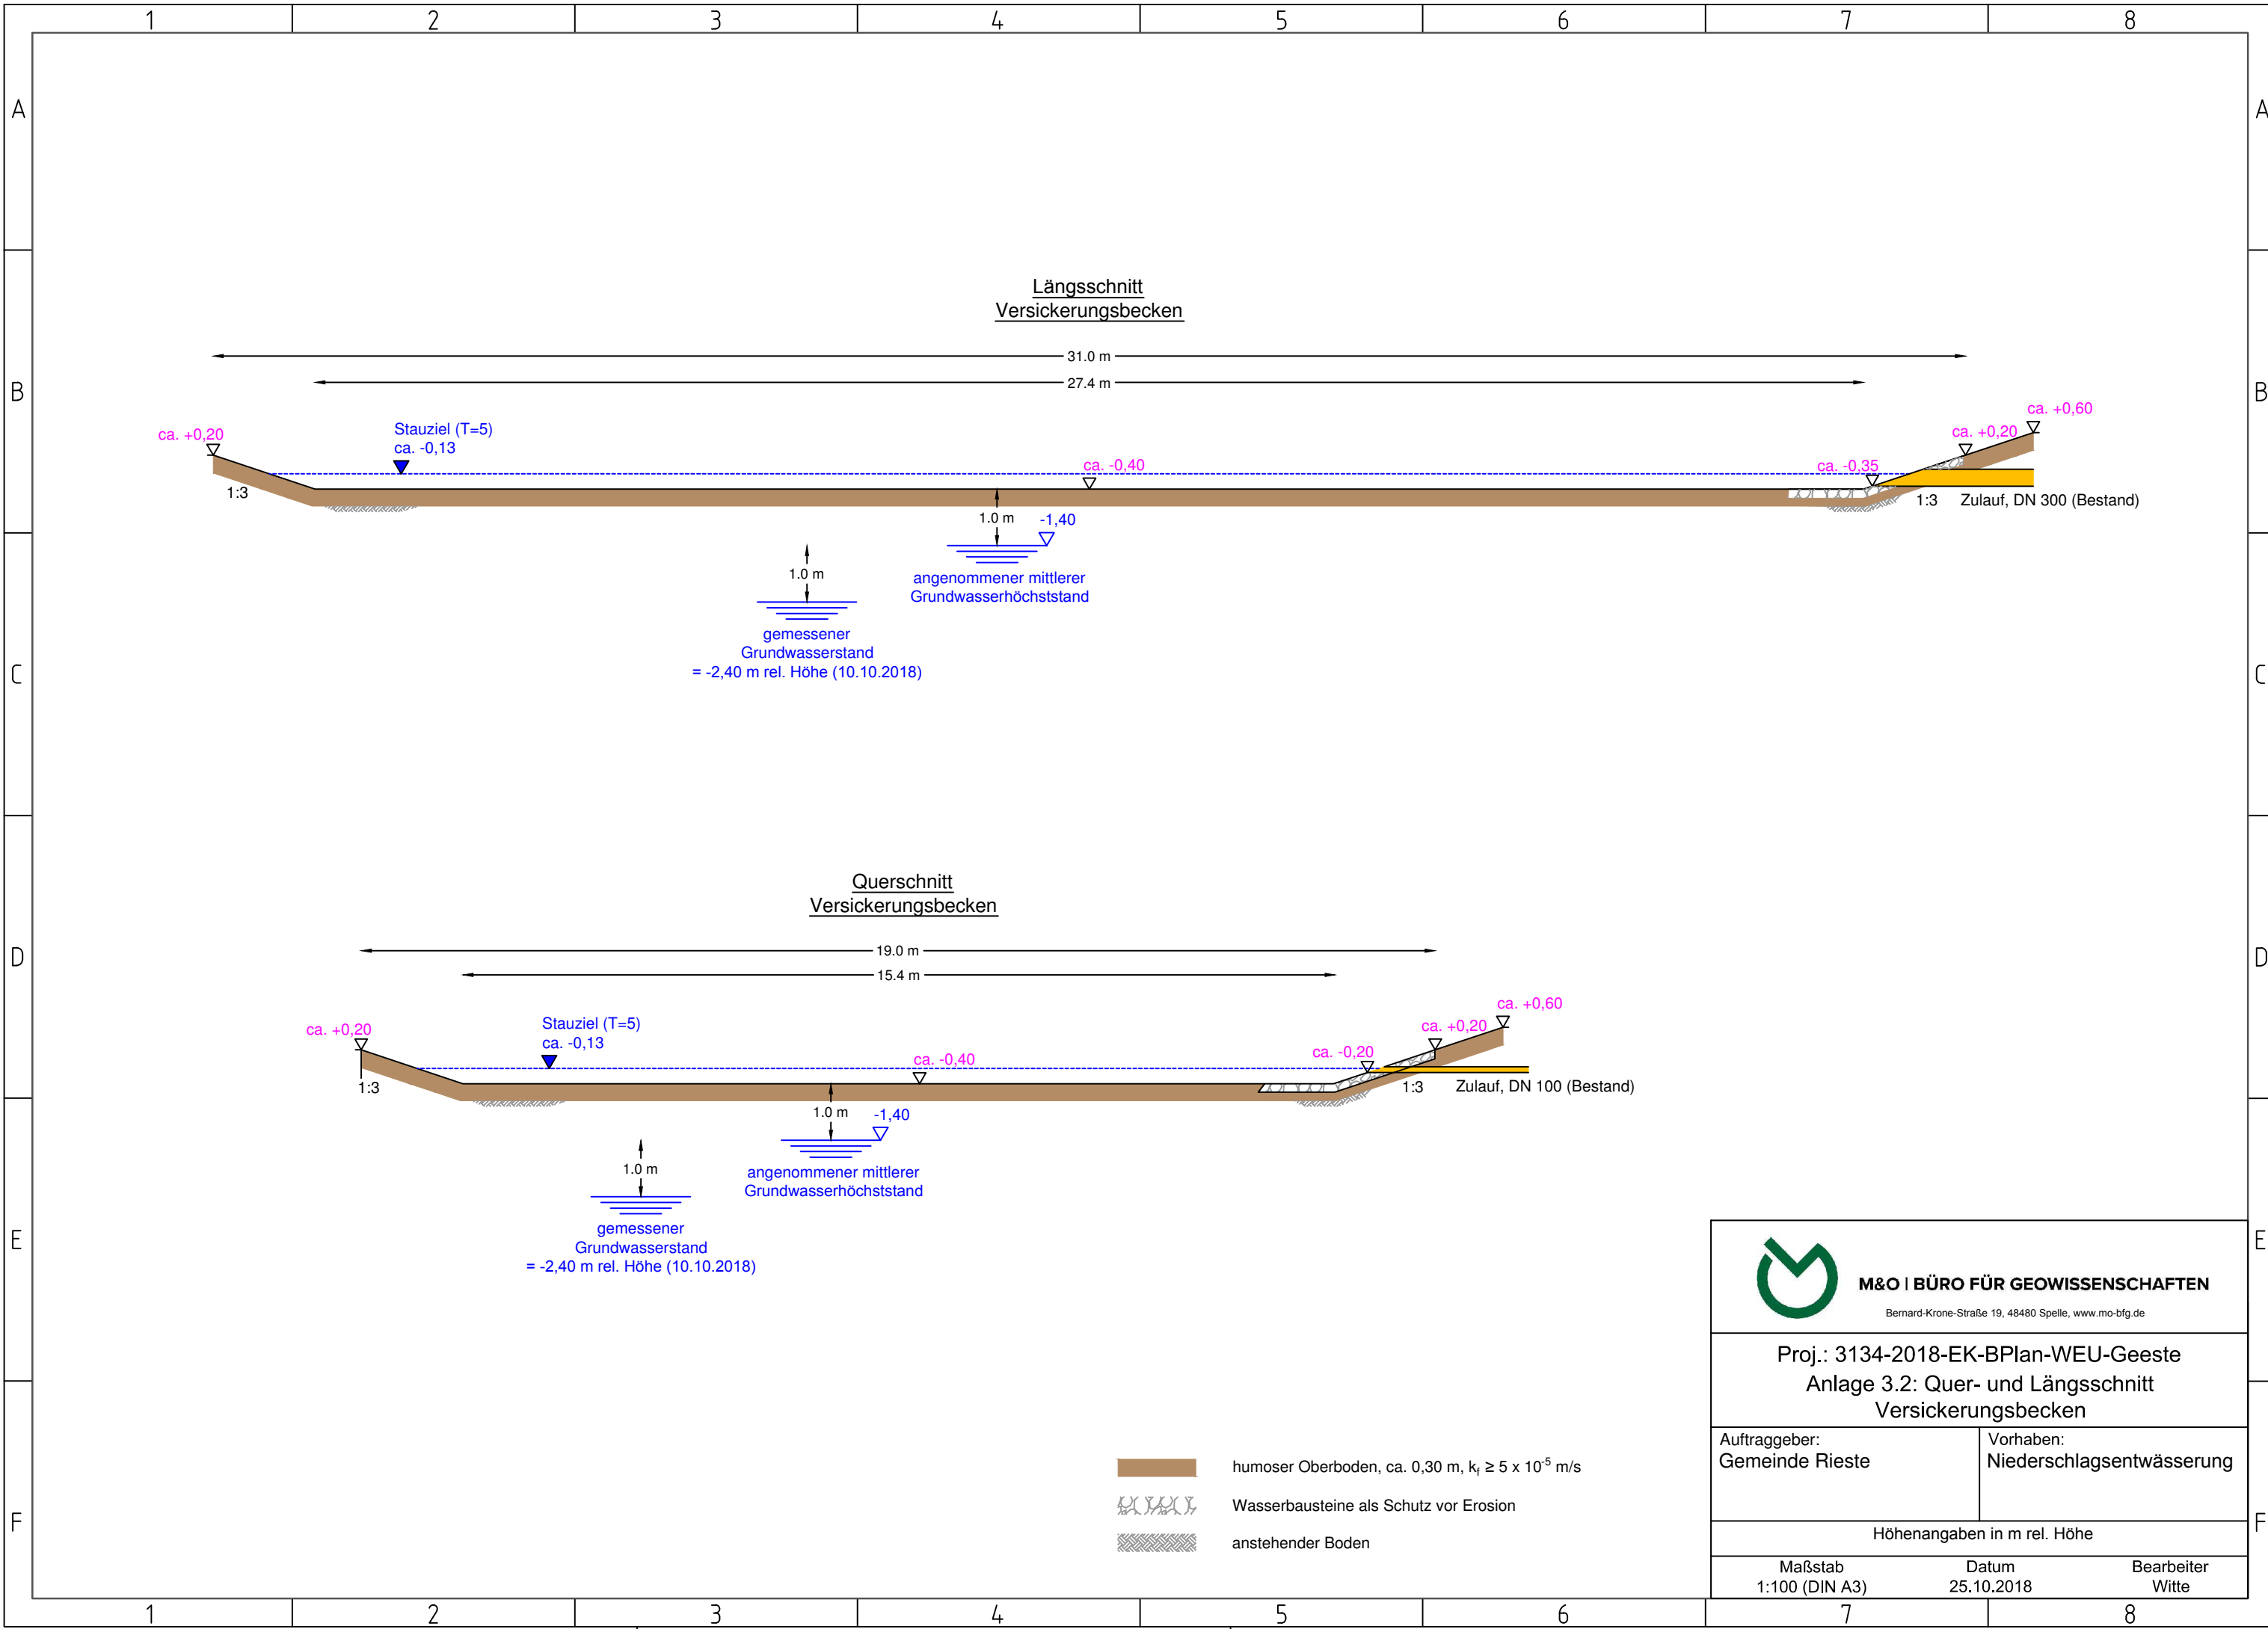 1 2 3 4 5 6 7 8
A A
Längsschnitt
Versickerungsbecken
31.0 m
B B
27.4 m
ca. +0,60
ca. +0,20
Stauziel (T=5)
ca. -0,13
ca. +0,20
ca. -0,40
ca. -0,35
1:3
1:3 Zulauf, DN 300 (Bestand)
1.0 m -1,40
angenommener mittlerer
Grundwasserhöchststand
1.0 m
gemessener
Grundwasserstand
= -2,40 m rel. Höhe (10.10.2018)
C C
Querschnitt
Versickerungsbecken
D D
19.0 m
15.4 m
ca. +0,60
ca. +0,20
Stauziel (T=5)
ca. -0,13
ca. +0,20
ca. -0,40
ca. -0,20
1:3
1:3 Zulauf, DN 100 (Bestand)
1.0 m -1,40
angenommener mittlerer
Grundwasserhöchststand
1.0 m
gemessener
Grundwasserstand
= -2,40 m rel. Höhe (10.10.2018)
E E
M&O | BÜRO FÜR GEOWISSENSCHAFTEN
Bernard-Krone-Straße 19, 48480 Spelle, www.mo-bfg.de
Proj.: 3134-2018-EK-BPlan-WEU-Geeste
Anlage 3.2: Quer- und Längsschnitt
Versickerungsbecken
Auftraggeber:
Gemeinde Rieste
Vorhaben:
Niederschlagsentwässerung
Höhenangaben in m rel. Höhe
Maßstab Datum Bearbeiter
1:100 (DIN A3) 25.10.2018 Witte
humoser Oberboden, ca. 0,30 m, kf ≥ 5 x 10⁻⁵ m/s
Wasserbausteine als Schutz vor Erosion
anstehender Boden
F F
1 2 3 4 5 6 7 8